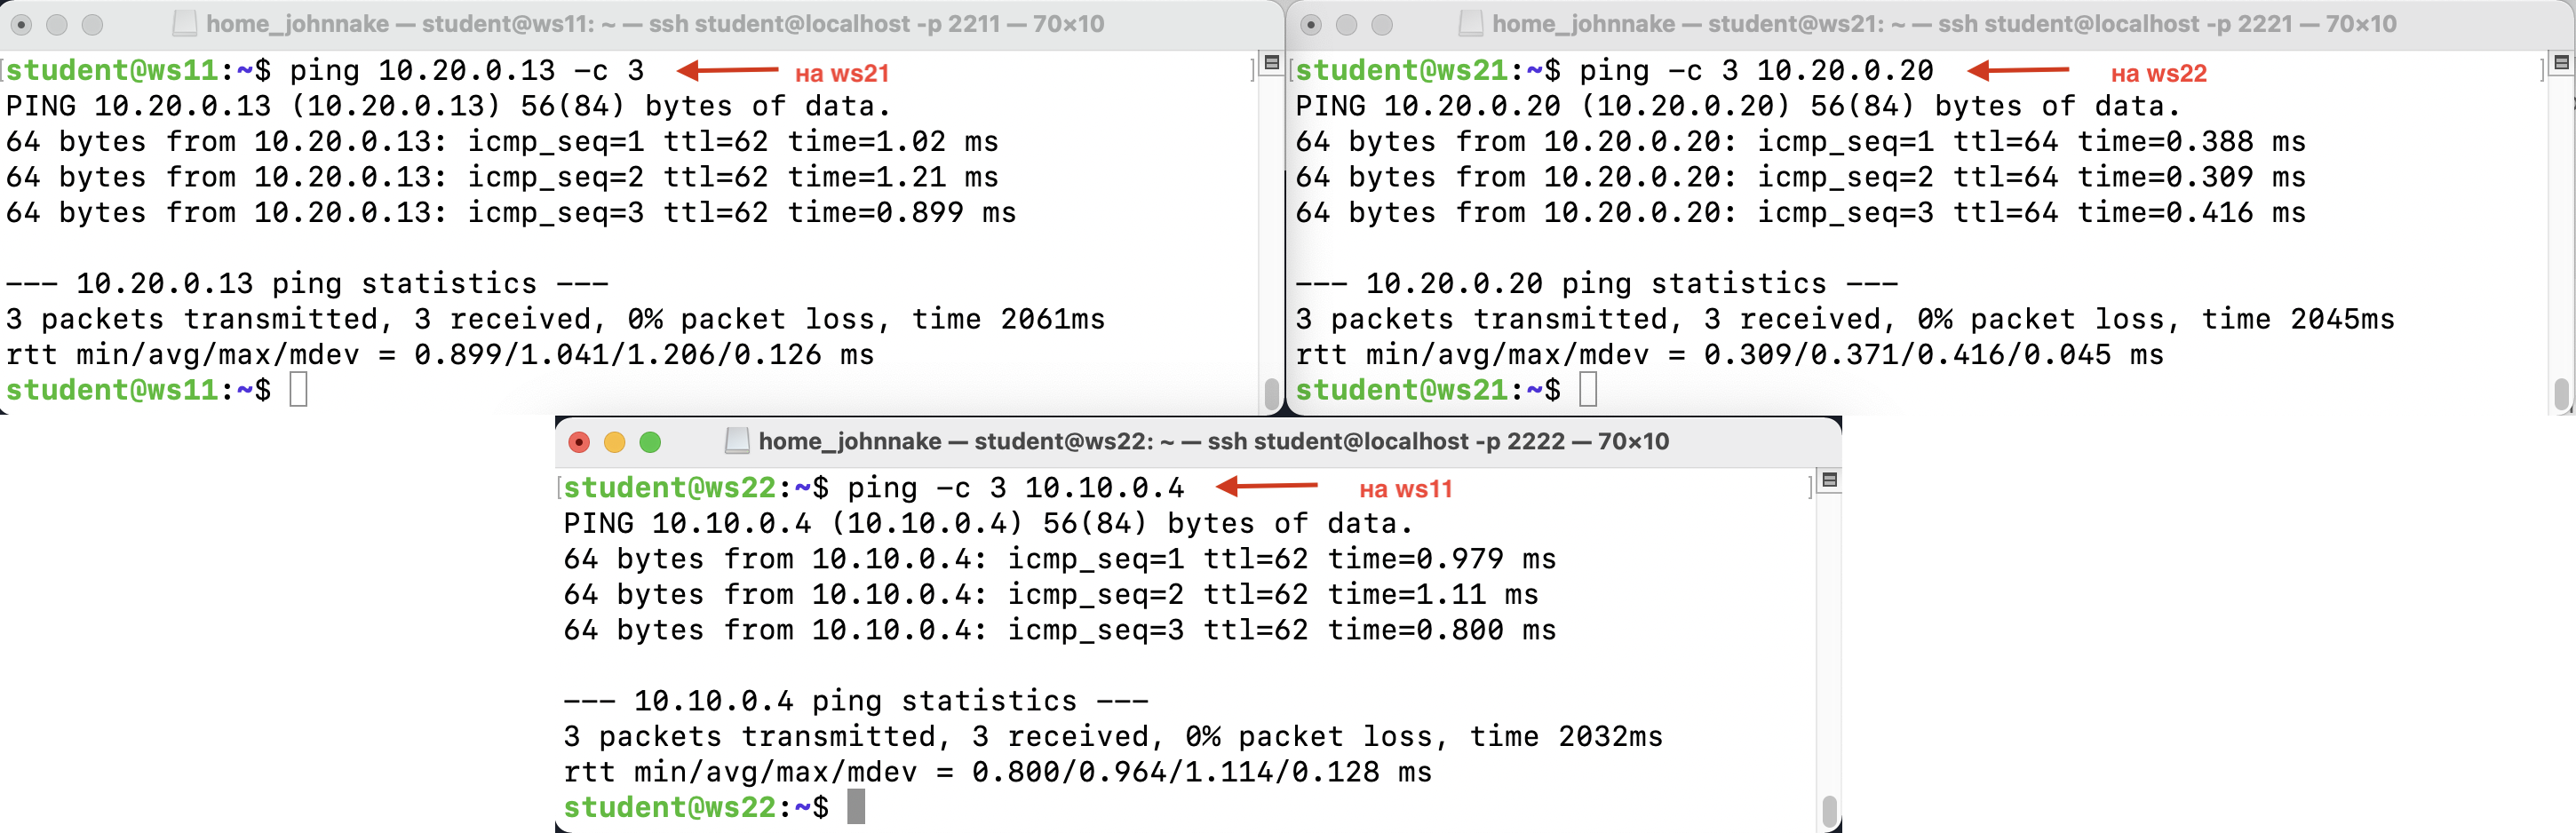 home_johnnake — student@ws11: ~ — ssh student@localhost -p 2211 — 70×10
student@ws11:~$ ping 10.20.0.13 -c 3 на ws21
PING 10.20.0.13 (10.20.0.13) 56(84) bytes of data.
64 bytes from 10.20.0.13: icmp_seq=1 ttl=62 time=1.02 ms
64 bytes from 10.20.0.13: icmp_seq=2 ttl=62 time=1.21 ms
64 bytes from 10.20.0.13: icmp_seq=3 ttl=62 time=0.899 ms
--- 10.20.0.13 ping statistics ---
3 packets transmitted, 3 received, 0% packet loss, time 2061ms
rtt min/avg/max/mdev = 0.899/1.041/1.206/0.126 ms
student@ws11:~$
home_johnnake — student@ws21: ~ — ssh student@localhost -p 2221 — 70×10
student@ws21:~$ ping -c 3 10.20.0.20 на ws22
PING 10.20.0.20 (10.20.0.20) 56(84) bytes of data.
64 bytes from 10.20.0.20: icmp_seq=1 ttl=64 time=0.388 ms
64 bytes from 10.20.0.20: icmp_seq=2 ttl=64 time=0.309 ms
64 bytes from 10.20.0.20: icmp_seq=3 ttl=64 time=0.416 ms
--- 10.20.0.20 ping statistics ---
3 packets transmitted, 3 received, 0% packet loss, time 2045ms
rtt min/avg/max/mdev = 0.309/0.371/0.416/0.045 ms
student@ws21:~$
home_johnnake — student@ws22: ~ — ssh student@localhost -p 2222 — 70×10
student@ws22:~$ ping -c 3 10.10.0.4 на ws11
PING 10.10.0.4 (10.10.0.4) 56(84) bytes of data.
64 bytes from 10.10.0.4: icmp_seq=1 ttl=62 time=0.979 ms
64 bytes from 10.10.0.4: icmp_seq=2 ttl=62 time=1.11 ms
64 bytes from 10.10.0.4: icmp_seq=3 ttl=62 time=0.800 ms
--- 10.10.0.4 ping statistics ---
3 packets transmitted, 3 received, 0% packet loss, time 2032ms
rtt min/avg/max/mdev = 0.800/0.964/1.114/0.128 ms
student@ws22:~$